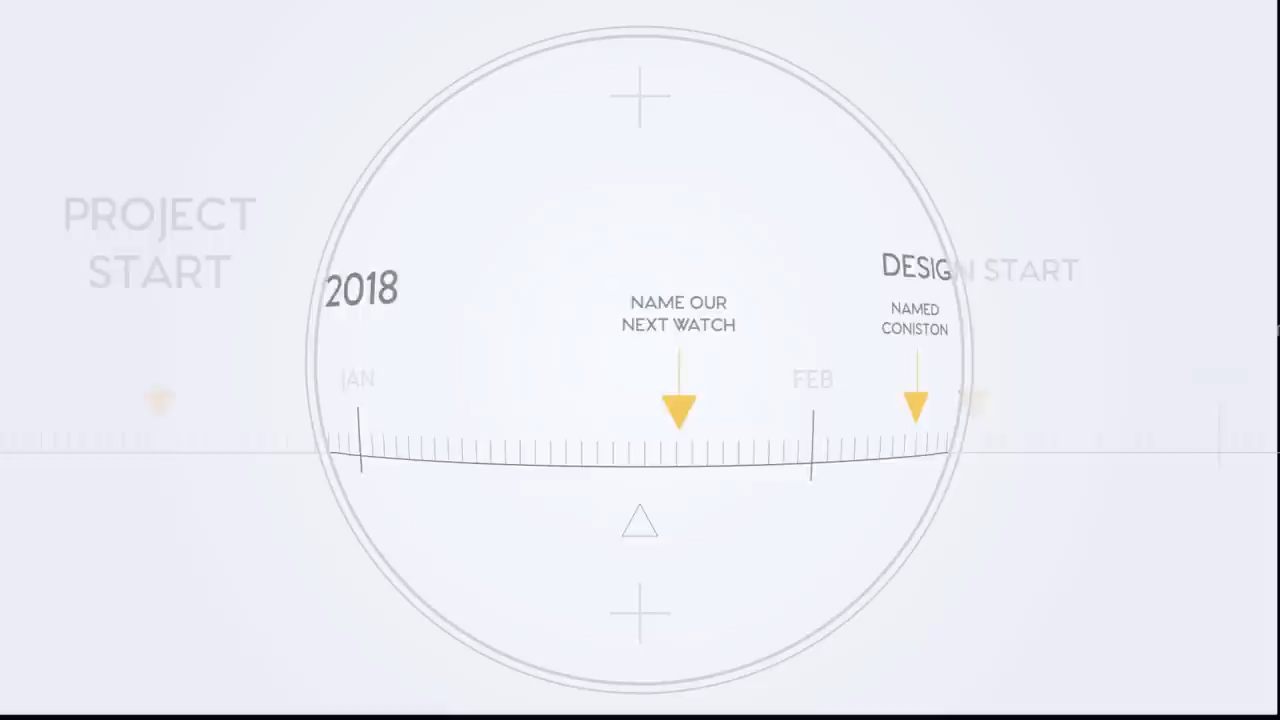 PROJECT
START
2018
JAN
NAME OUR
NEXT WATCH
FEB
DESIGN START
NAMED
CONISTON